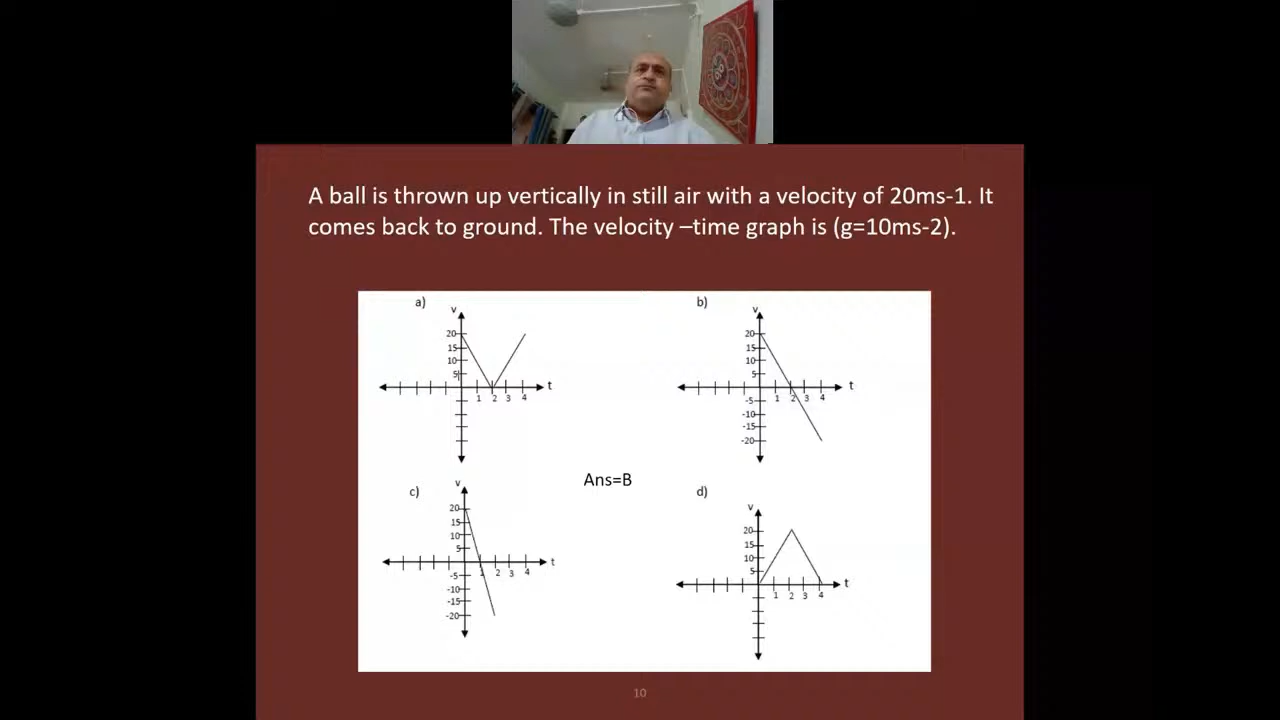 A ball is thrown up vertically in still air with a velocity of 20ms-1. It
comes back to ground. The velocity –time graph is (g=10ms-2).
a)
v
20
15
10
5
1 2 3 4
t
b)
v
20
15
10
5
1 2 3 4
t
-5
-10
-15
-20
Ans=B
c)
v
20
15
10
5
1 2 3 4
t
-5
-10
-15
-20
d)
v
20
15
10
5
1 2 3 4
t
10